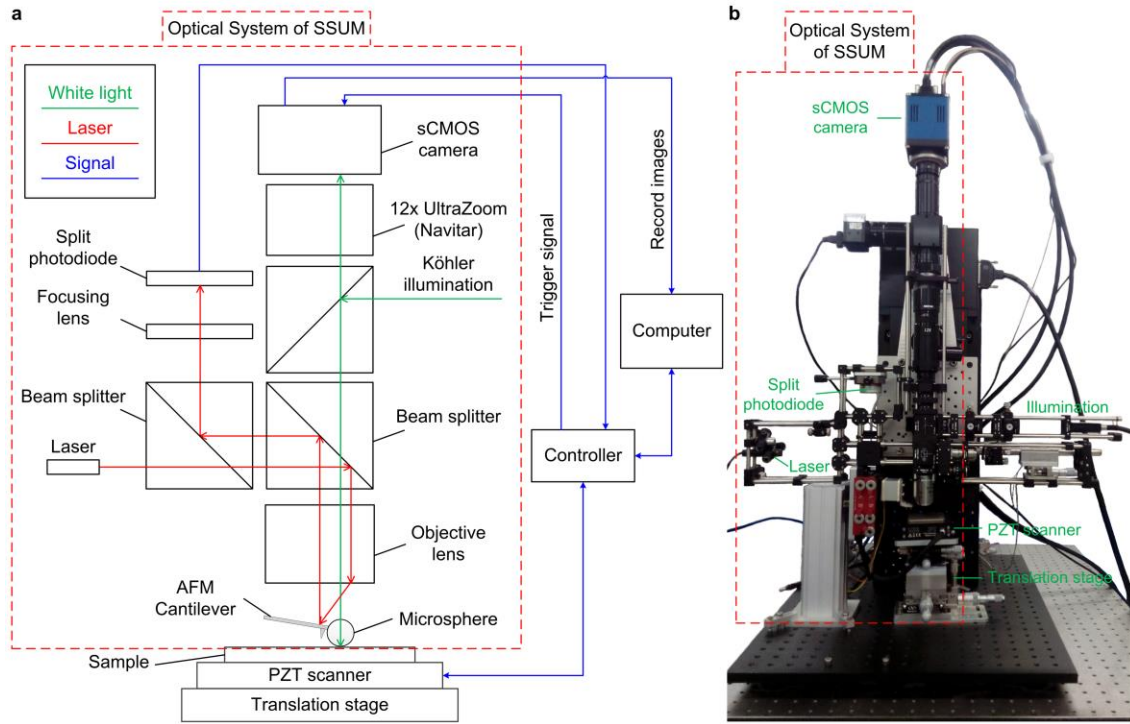 a
Optical System of SSUM
White light
Laser
Signal
sCMOS
camera
12x UltraZoom
(Navitar)
Split
photodiode
Köhler
illumination
Focusing
lens
Trigger signal
Record images
Computer
Beam splitter
Beam splitter
Laser
Controller
Objective
lens
AFM
Cantilever
Microsphere
Sample
PZT scanner
Translation stage
b
Optical System
of SSUM
sCMOS
camera
Split
photodiode
Illumination
Laser
PZT scanner
Translation stage